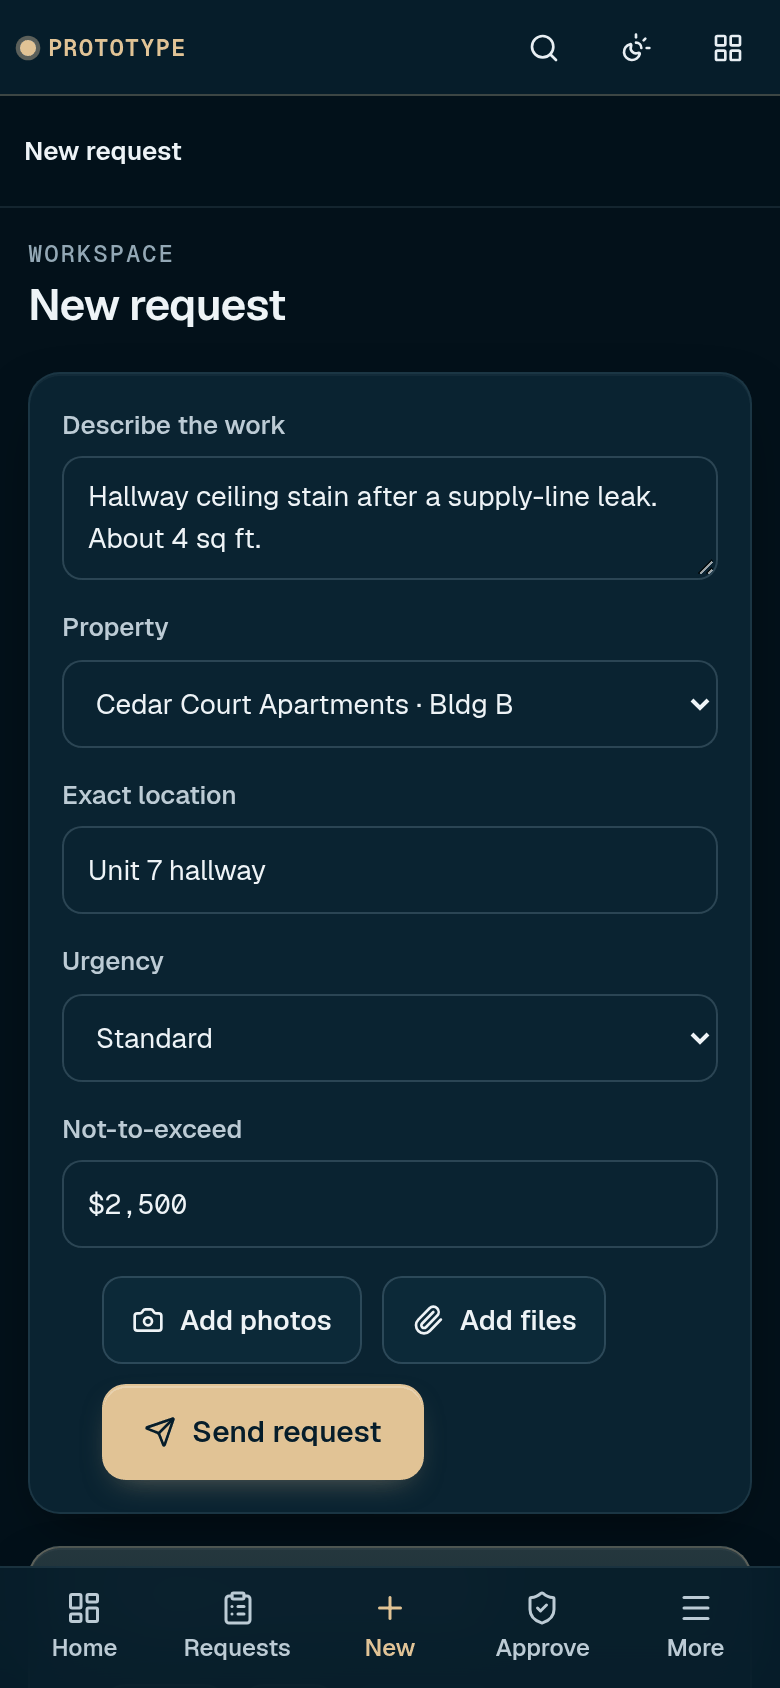 PROTOTYPE
New request
WORKSPACE
New request
Describe the work
Hallway ceiling stain after a supply-line leak.
About 4 sq ft.
Property
Cedar Court Apartments · Bldg B
Exact location
Unit 7 hallway
Urgency
Standard
Not-to-exceed
$2,500
Add photos
Add files
Send request
Home
Requests
New
Approve
More